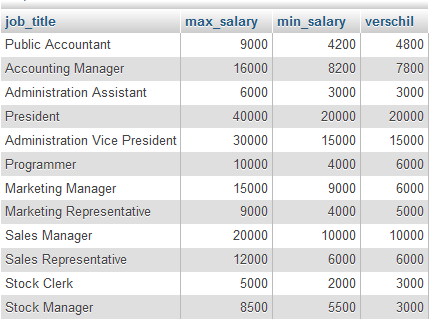 job_title max_salary min_salary verschil
Public Accountant 9000 4200 4800
Accounting Manager 16000 8200 7800
Administration Assistant 6000 3000 3000
President 40000 20000 20000
Administration Vice President 30000 15000 15000
Programmer 10000 4000 6000
Marketing Manager 15000 9000 6000
Marketing Representative 9000 4000 5000
Sales Manager 20000 10000 10000
Sales Representative 12000 6000 6000
Stock Clerk 5000 2000 3000
Stock Manager 8500 5500 3000